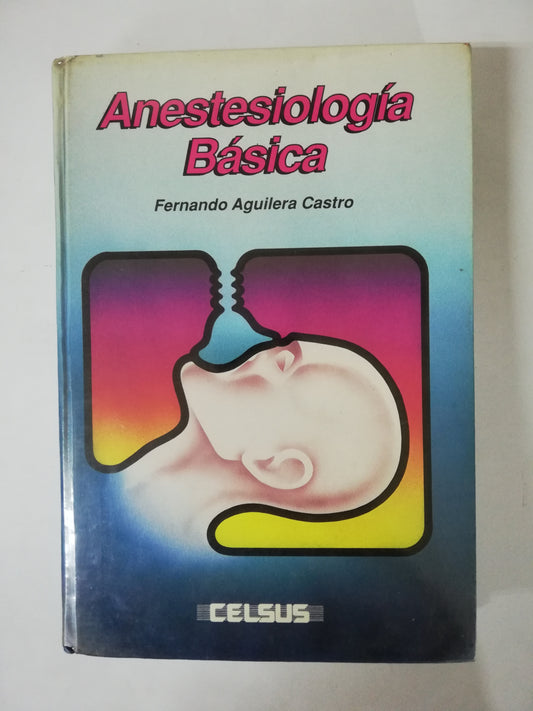 Anestesiología
Básica
Fernando Aguilera Castro
CELSUS